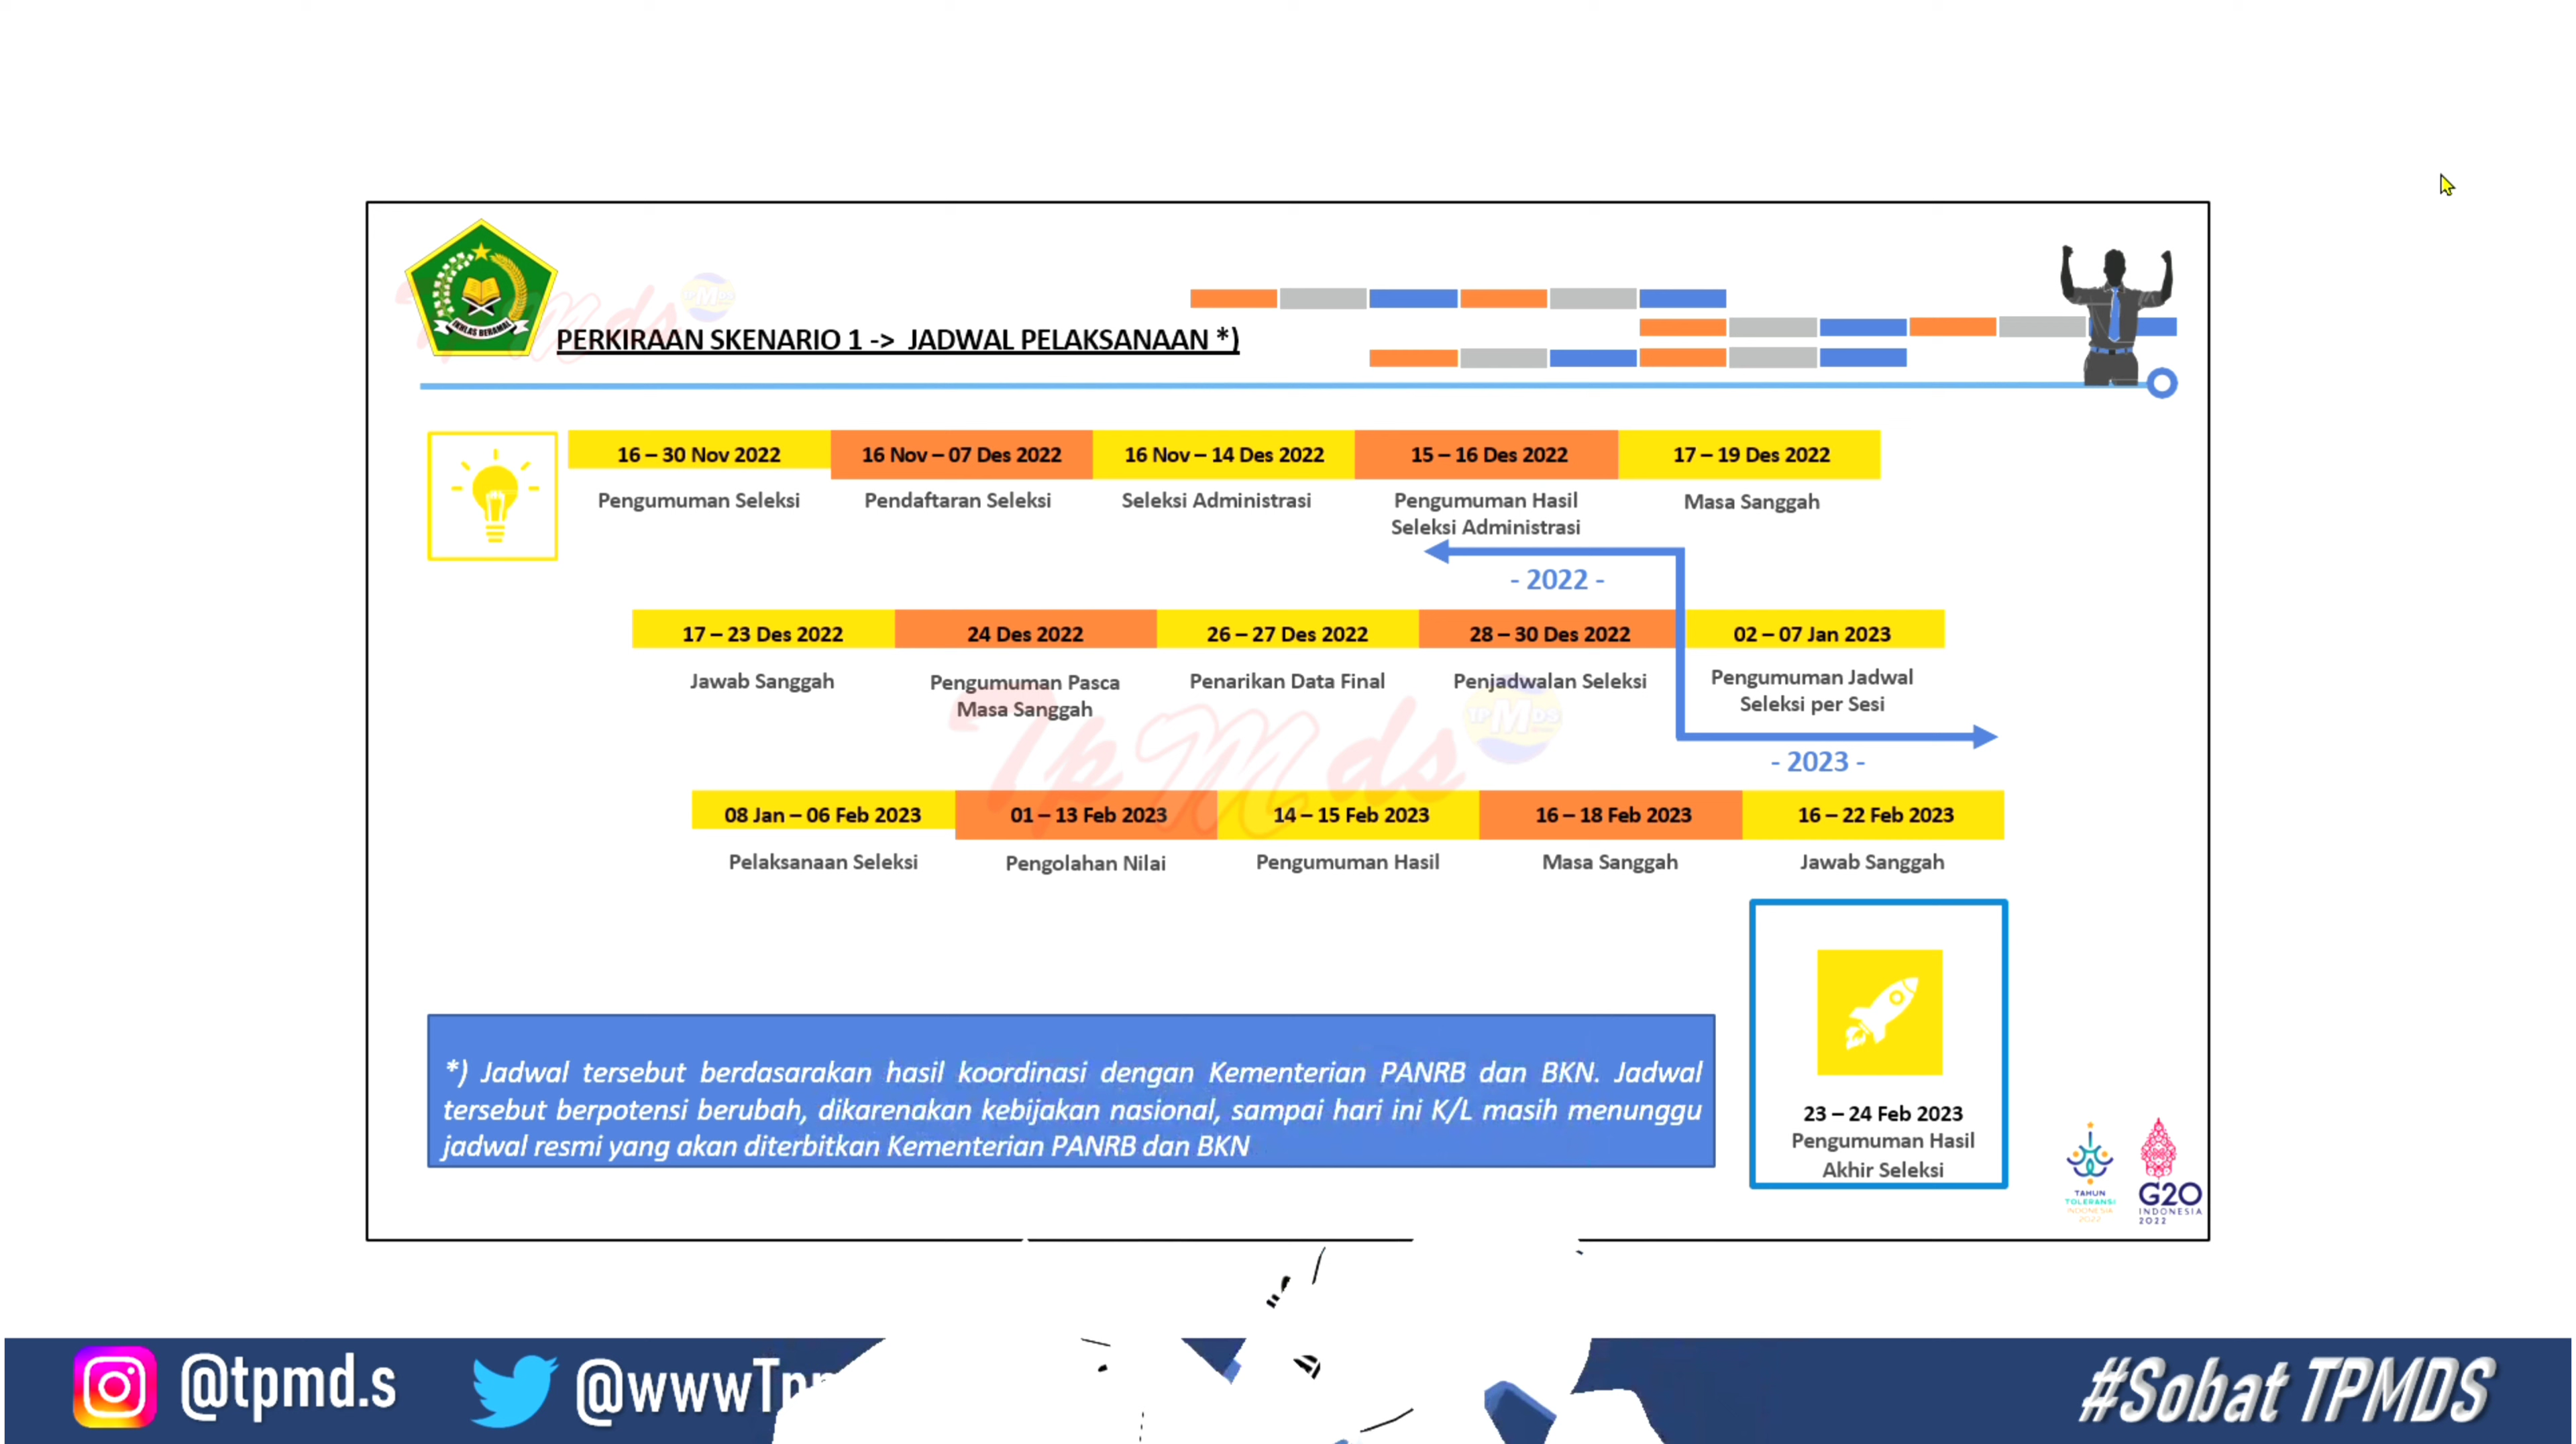 IKHLAS BERAMAL
PERKIRAAN SKENARIO 1 -> JADWAL PELAKSANAAN *)
16 – 30 Nov 2022
16 Nov – 07 Des 2022
16 Nov – 14 Des 2022
15 – 16 Des 2022
17 – 19 Des 2022
Pengumuman Seleksi
Pendaftaran Seleksi
Seleksi Administrasi
Pengumuman Hasil
Seleksi Administrasi
Masa Sanggah
- 2022 -
17 – 23 Des 2022
24 Des 2022
26 – 27 Des 2022
28 – 30 Des 2022
02 – 07 Jan 2023
Jawab Sanggah
Pengumuman Pasca
Masa Sanggah
Penarikan Data Final
Penjadwalan Seleksi
Pengumuman Jadwal
Seleksi per Sesi
TpMds
TPMDS
- 2023 -
08 Jan – 06 Feb 2023
01 – 13 Feb 2023
14 – 15 Feb 2023
16 – 18 Feb 2023
16 – 22 Feb 2023
Pelaksanaan Seleksi
Pengolahan Nilai
Pengumuman Hasil
Masa Sanggah
Jawab Sanggah
*) Jadwal tersebut berdasarakan hasil koordinasi dengan Kementerian PANRB dan BKN. Jadwal
tersebut berpotensi berubah, dikarenakan kebijakan nasional, sampai hari ini K/L masih menunggu
jadwal resmi yang akan diterbitkan Kementerian PANRB dan BKN
23 – 24 Feb 2023
Pengumuman Hasil
Akhir Seleksi
TAHUN
TOLERANSI
INDONESIA
2022
G20
INDONESIA
2022
@tpmd.s
#Sobat TPMDS